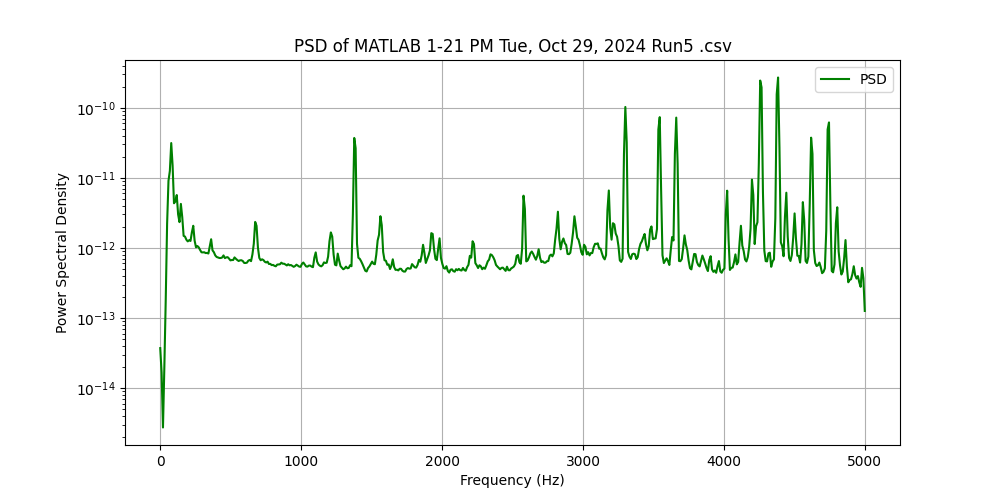 PSD of MATLAB 1-21 PM Tue, Oct 29, 2024 Run5 .csv
PSD
Power Spectral Density
10⁻¹⁰
10⁻¹¹
10⁻¹²
10⁻¹³
10⁻¹⁴
0 1000 2000 3000 4000 5000
Frequency (Hz)